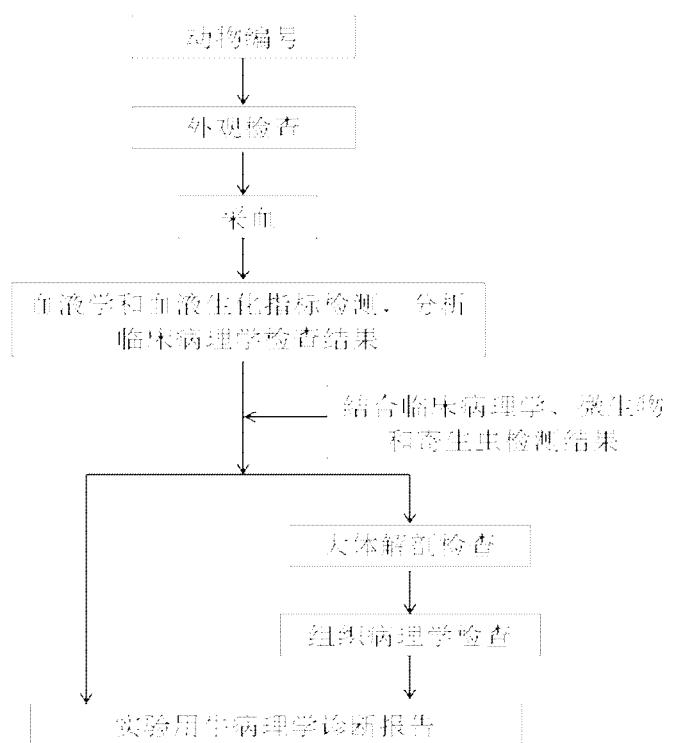 动物编号
外观检查
采血
血液学和血液生化指标检测，分析
临床病理学检查结果
结合临床病理学、微生物
和寄生虫检测结果
大体解剖检查
组织病理学检查
实验用牛病理学诊断报告